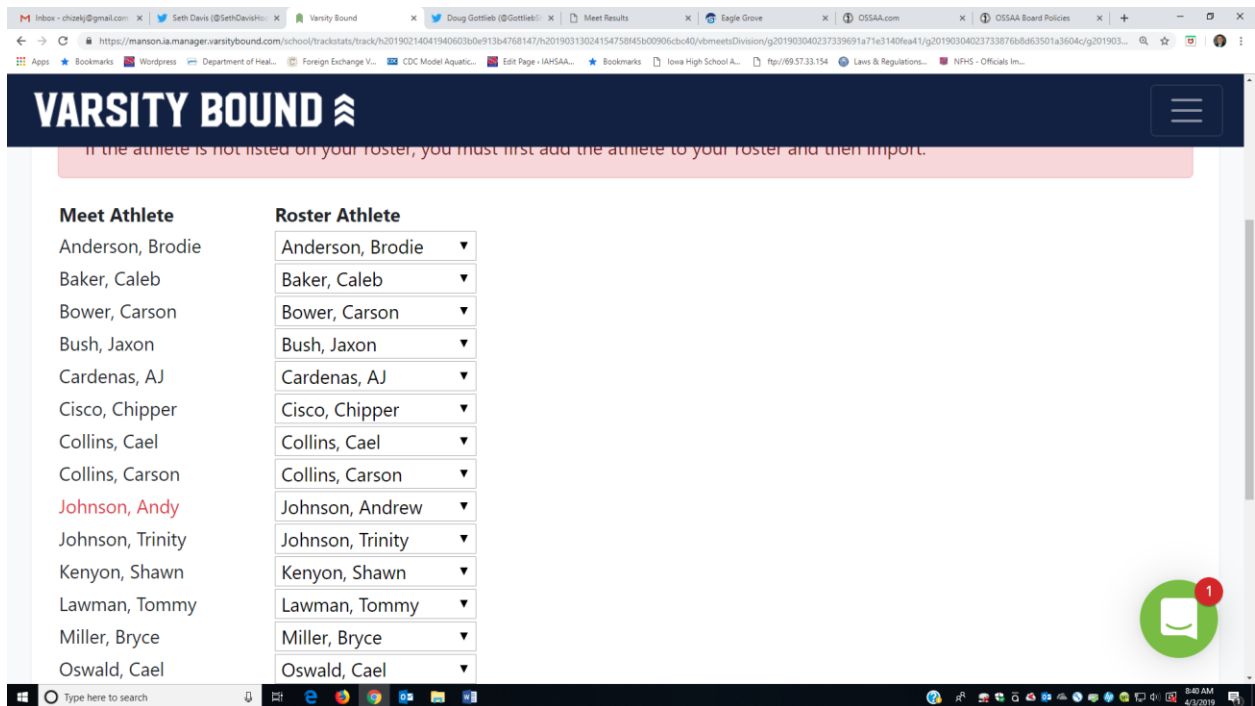 Inbox - chizekj@gmail.com
Seth Davis (@SethDavisHoo
Varsity Bound
Doug Gottlieb (@GottliebS
Meet Results
Eagle Grove
OSSAA.com
OSSAA Board Policies
https://manson.ia.manager.varsitybound.com/school/trackstats/track/
Apps Bookmarks Wordpress Department of Heal... Foreign Exchange V... CDC Model Aquatic... Edit Page ‹ IAHSAA... Bookmarks Iowa High School A... ftp://69.57.33.154 Laws & Regulations... NFHS - Officials Im...
VARSITY BOUND
If the athlete is not listed on your roster, you must first add the athlete to your roster and then import.
Meet Athlete Roster Athlete
Anderson, Brodie Anderson, Brodie
Baker, Caleb Baker, Caleb
Bower, Carson Bower, Carson
Bush, Jaxon Bush, Jaxon
Cardenas, AJ Cardenas, AJ
Cisco, Chipper Cisco, Chipper
Collins, Cael Collins, Cael
Collins, Carson Collins, Carson
Johnson, Andy Johnson, Andrew
Johnson, Trinity Johnson, Trinity
Kenyon, Shawn Kenyon, Shawn
Lawman, Tommy Lawman, Tommy
Miller, Bryce Miller, Bryce
Oswald, Cael Oswald, Cael
1
Type here to search
8:40 AM
4/3/2019